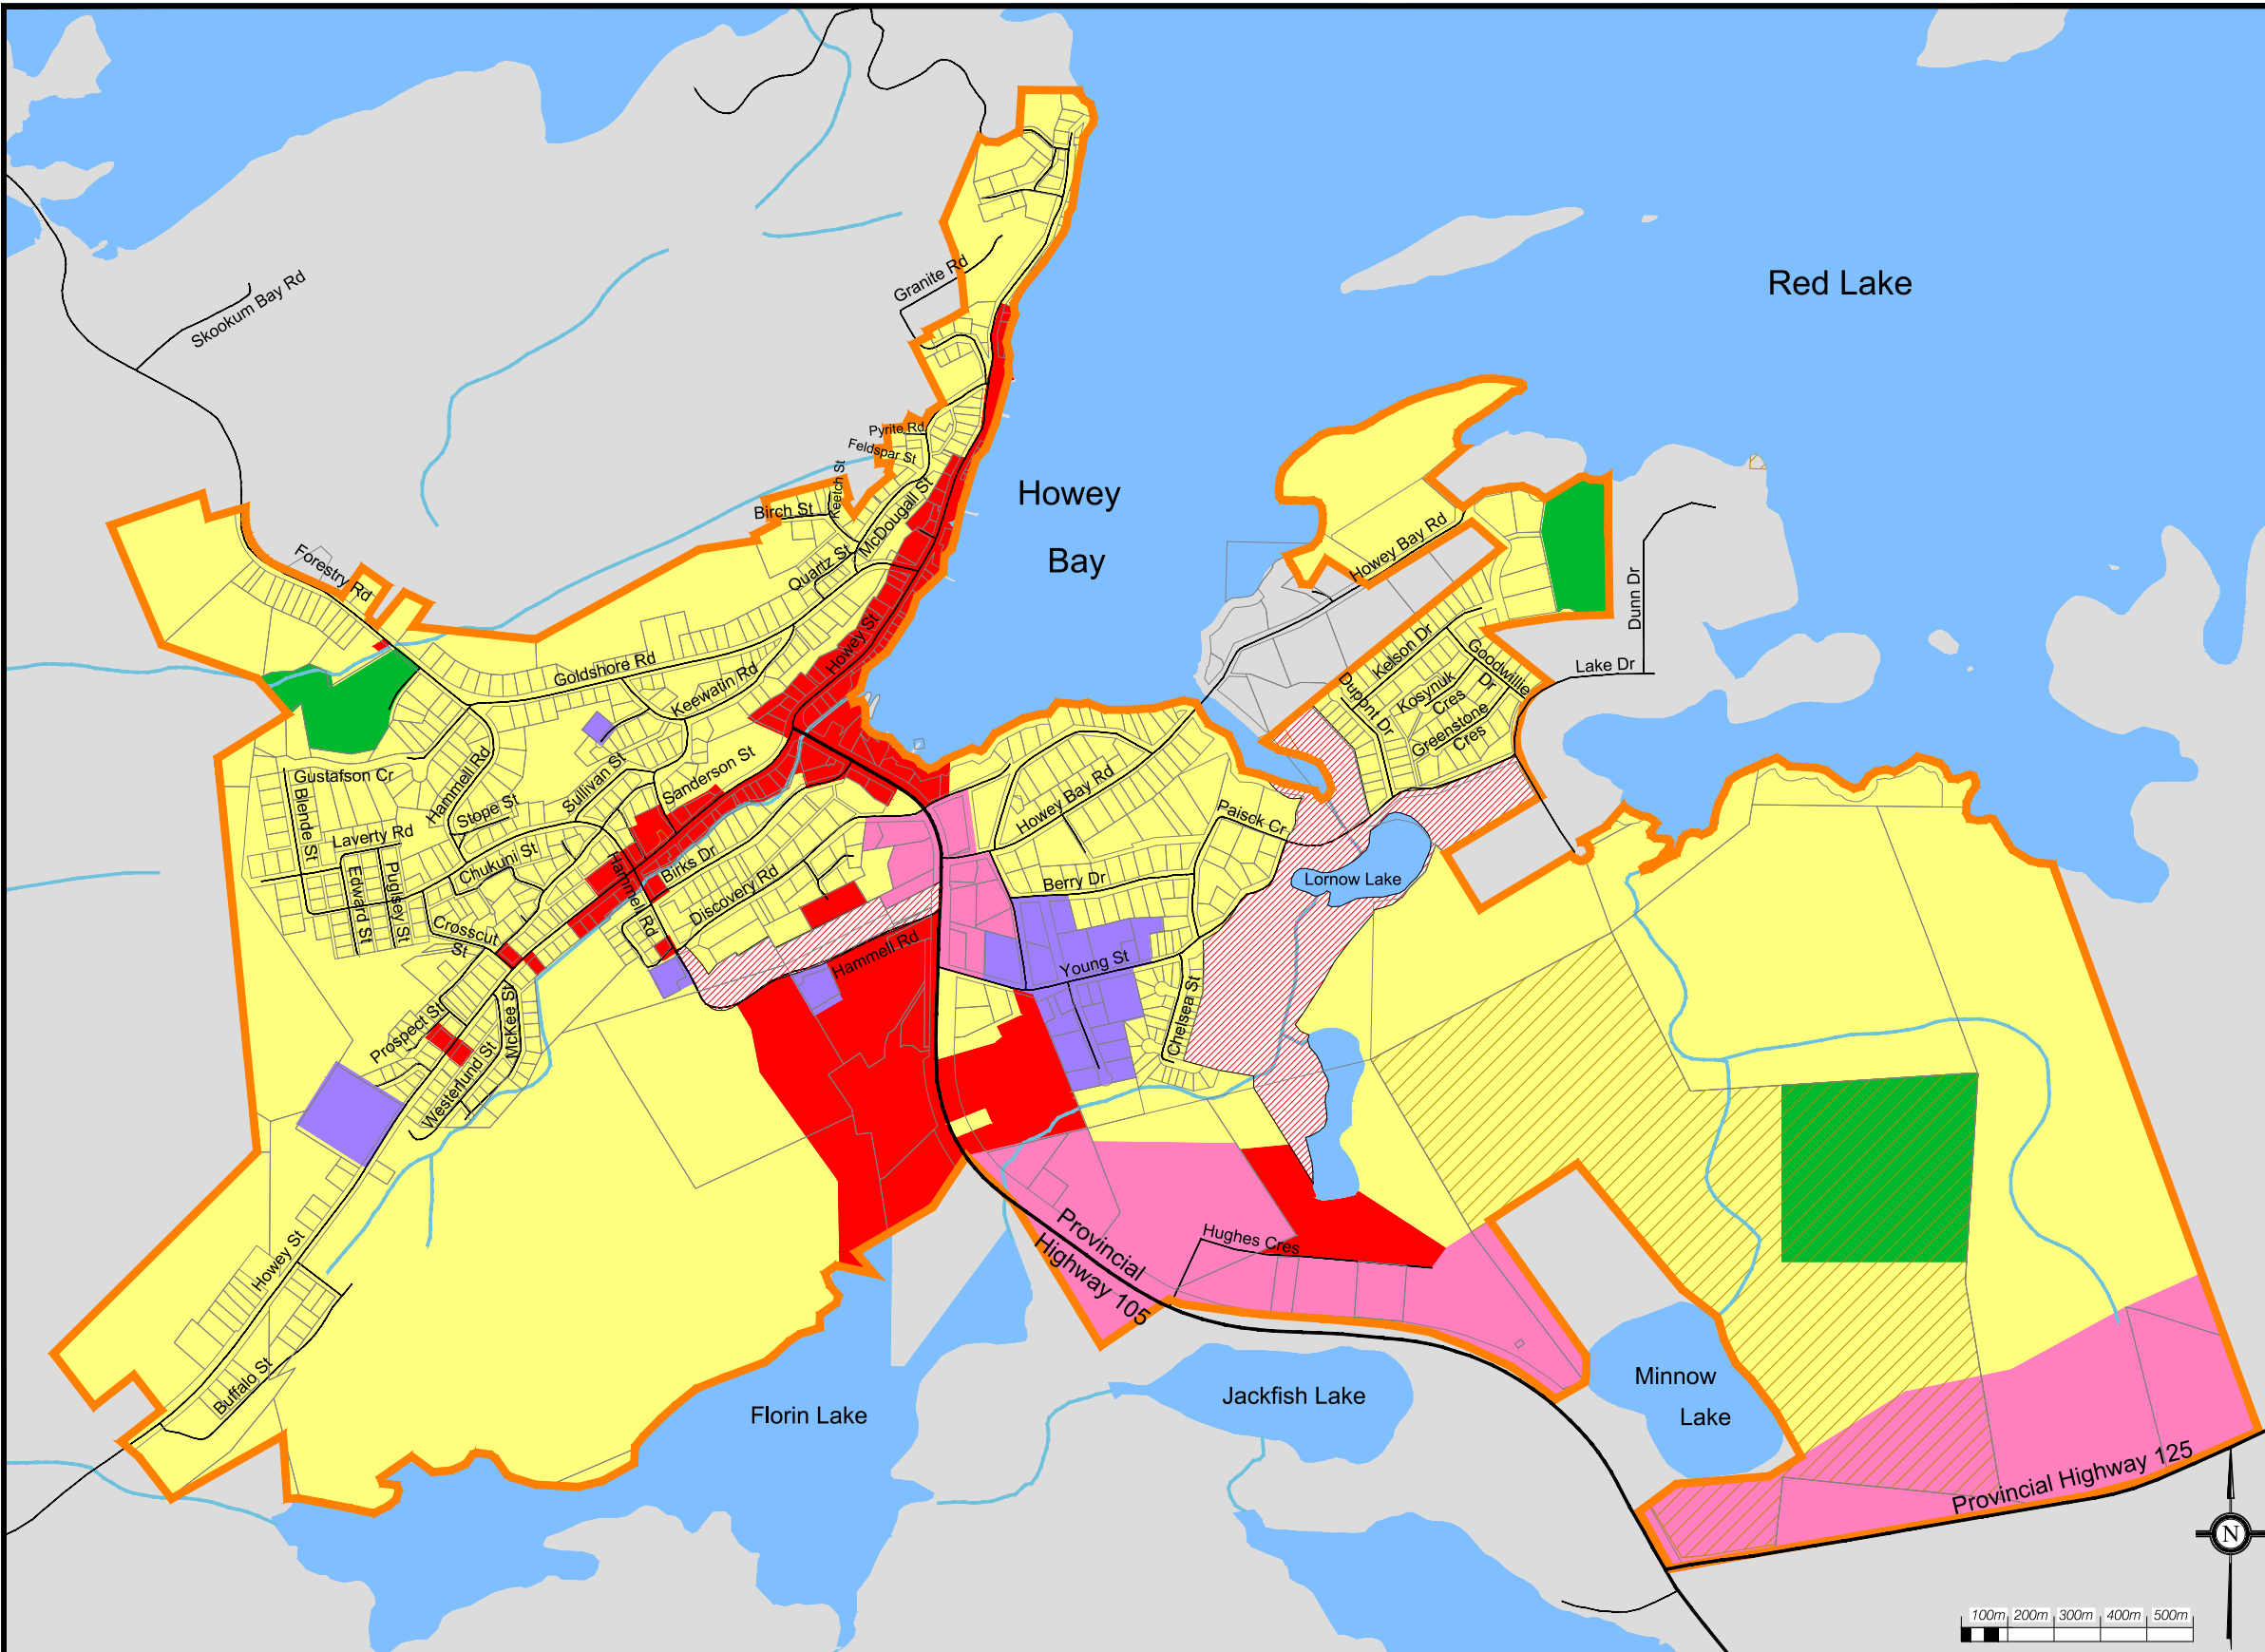 Red Lake
Granite Rd
Skookum Bay Rd
Pyrite Rd
Feldspar St
Keetch St
Howey
Bay
Birch St
McDougall St
Quartz St
Howey Bay Rd
Forestry Rd
Dunn Dr
Goldshore Rd
Keewatin Rd
Howey St
Kelson Dr
Goodwillie
Dr
Lake Dr
Dupont Dr
Kosynuk
Cres
Greenstone
Cres
Gustafson Cr
Hammell Rd
Sullivan St
Sanderson St
Blende St
Stope St
Howey Bay Rd
Paisck Cr
Laverty Rd
Chukuni St
Edward St
Puglsey St
Hammell Rd
Birks Dr
Discovery Rd
Berry Dr
Lornow Lake
Crosscut
St
Hammell Rd
Young St
Chelsea St
Prospect St
McKee St
Westerlund St
Howey St
Buffalo St
Provincial
Highway 105
Hughes Cres
Florin Lake
Jackfish Lake
Minnow
Lake
Provincial Highway 125
N
100m 200m 300m 400m 500m